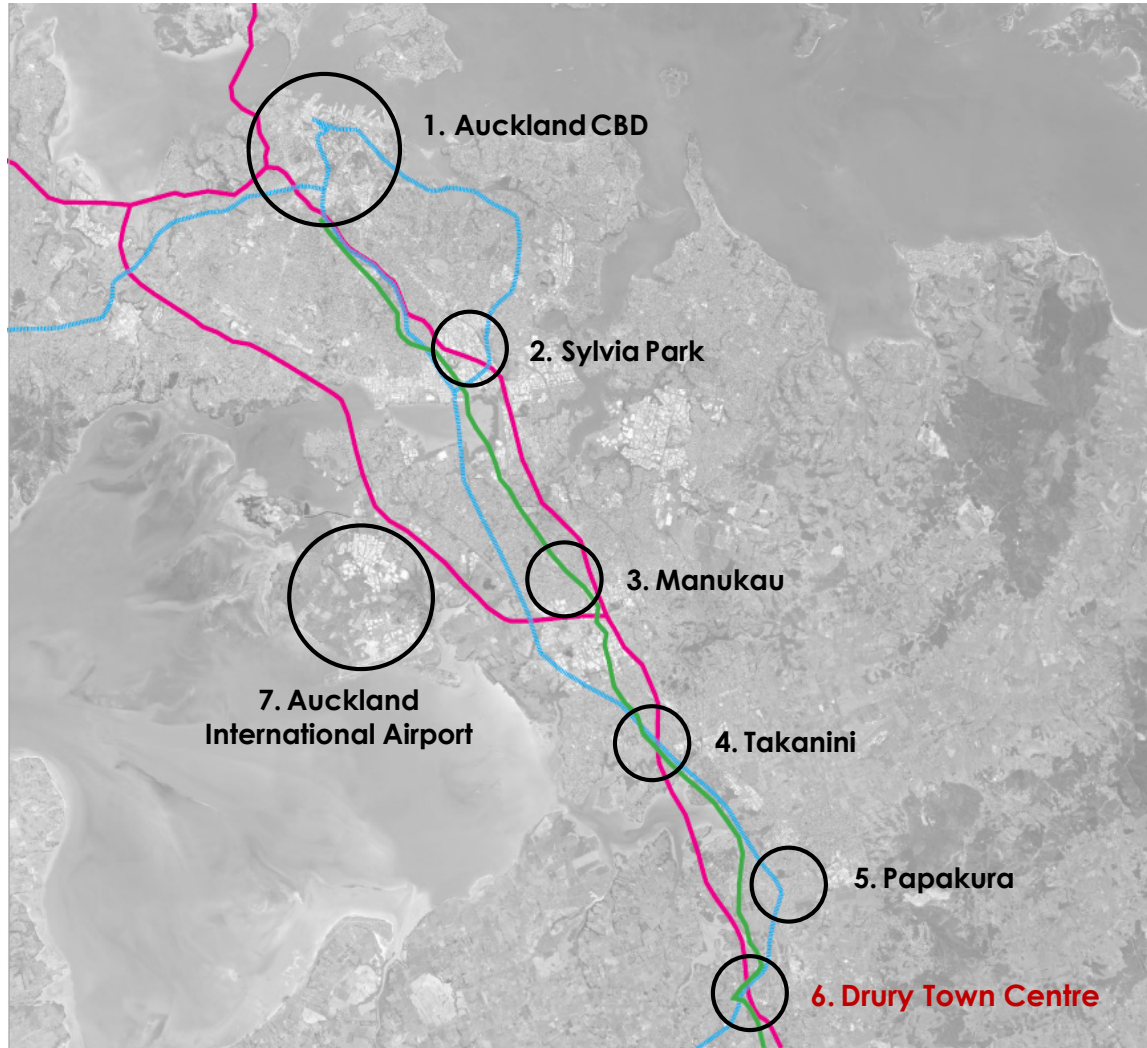 1. Auckland CBD
2. Sylvia Park
3. Manukau
7. Auckland
International Airport
4. Takanini
5. Papakura
6. Drury Town Centre